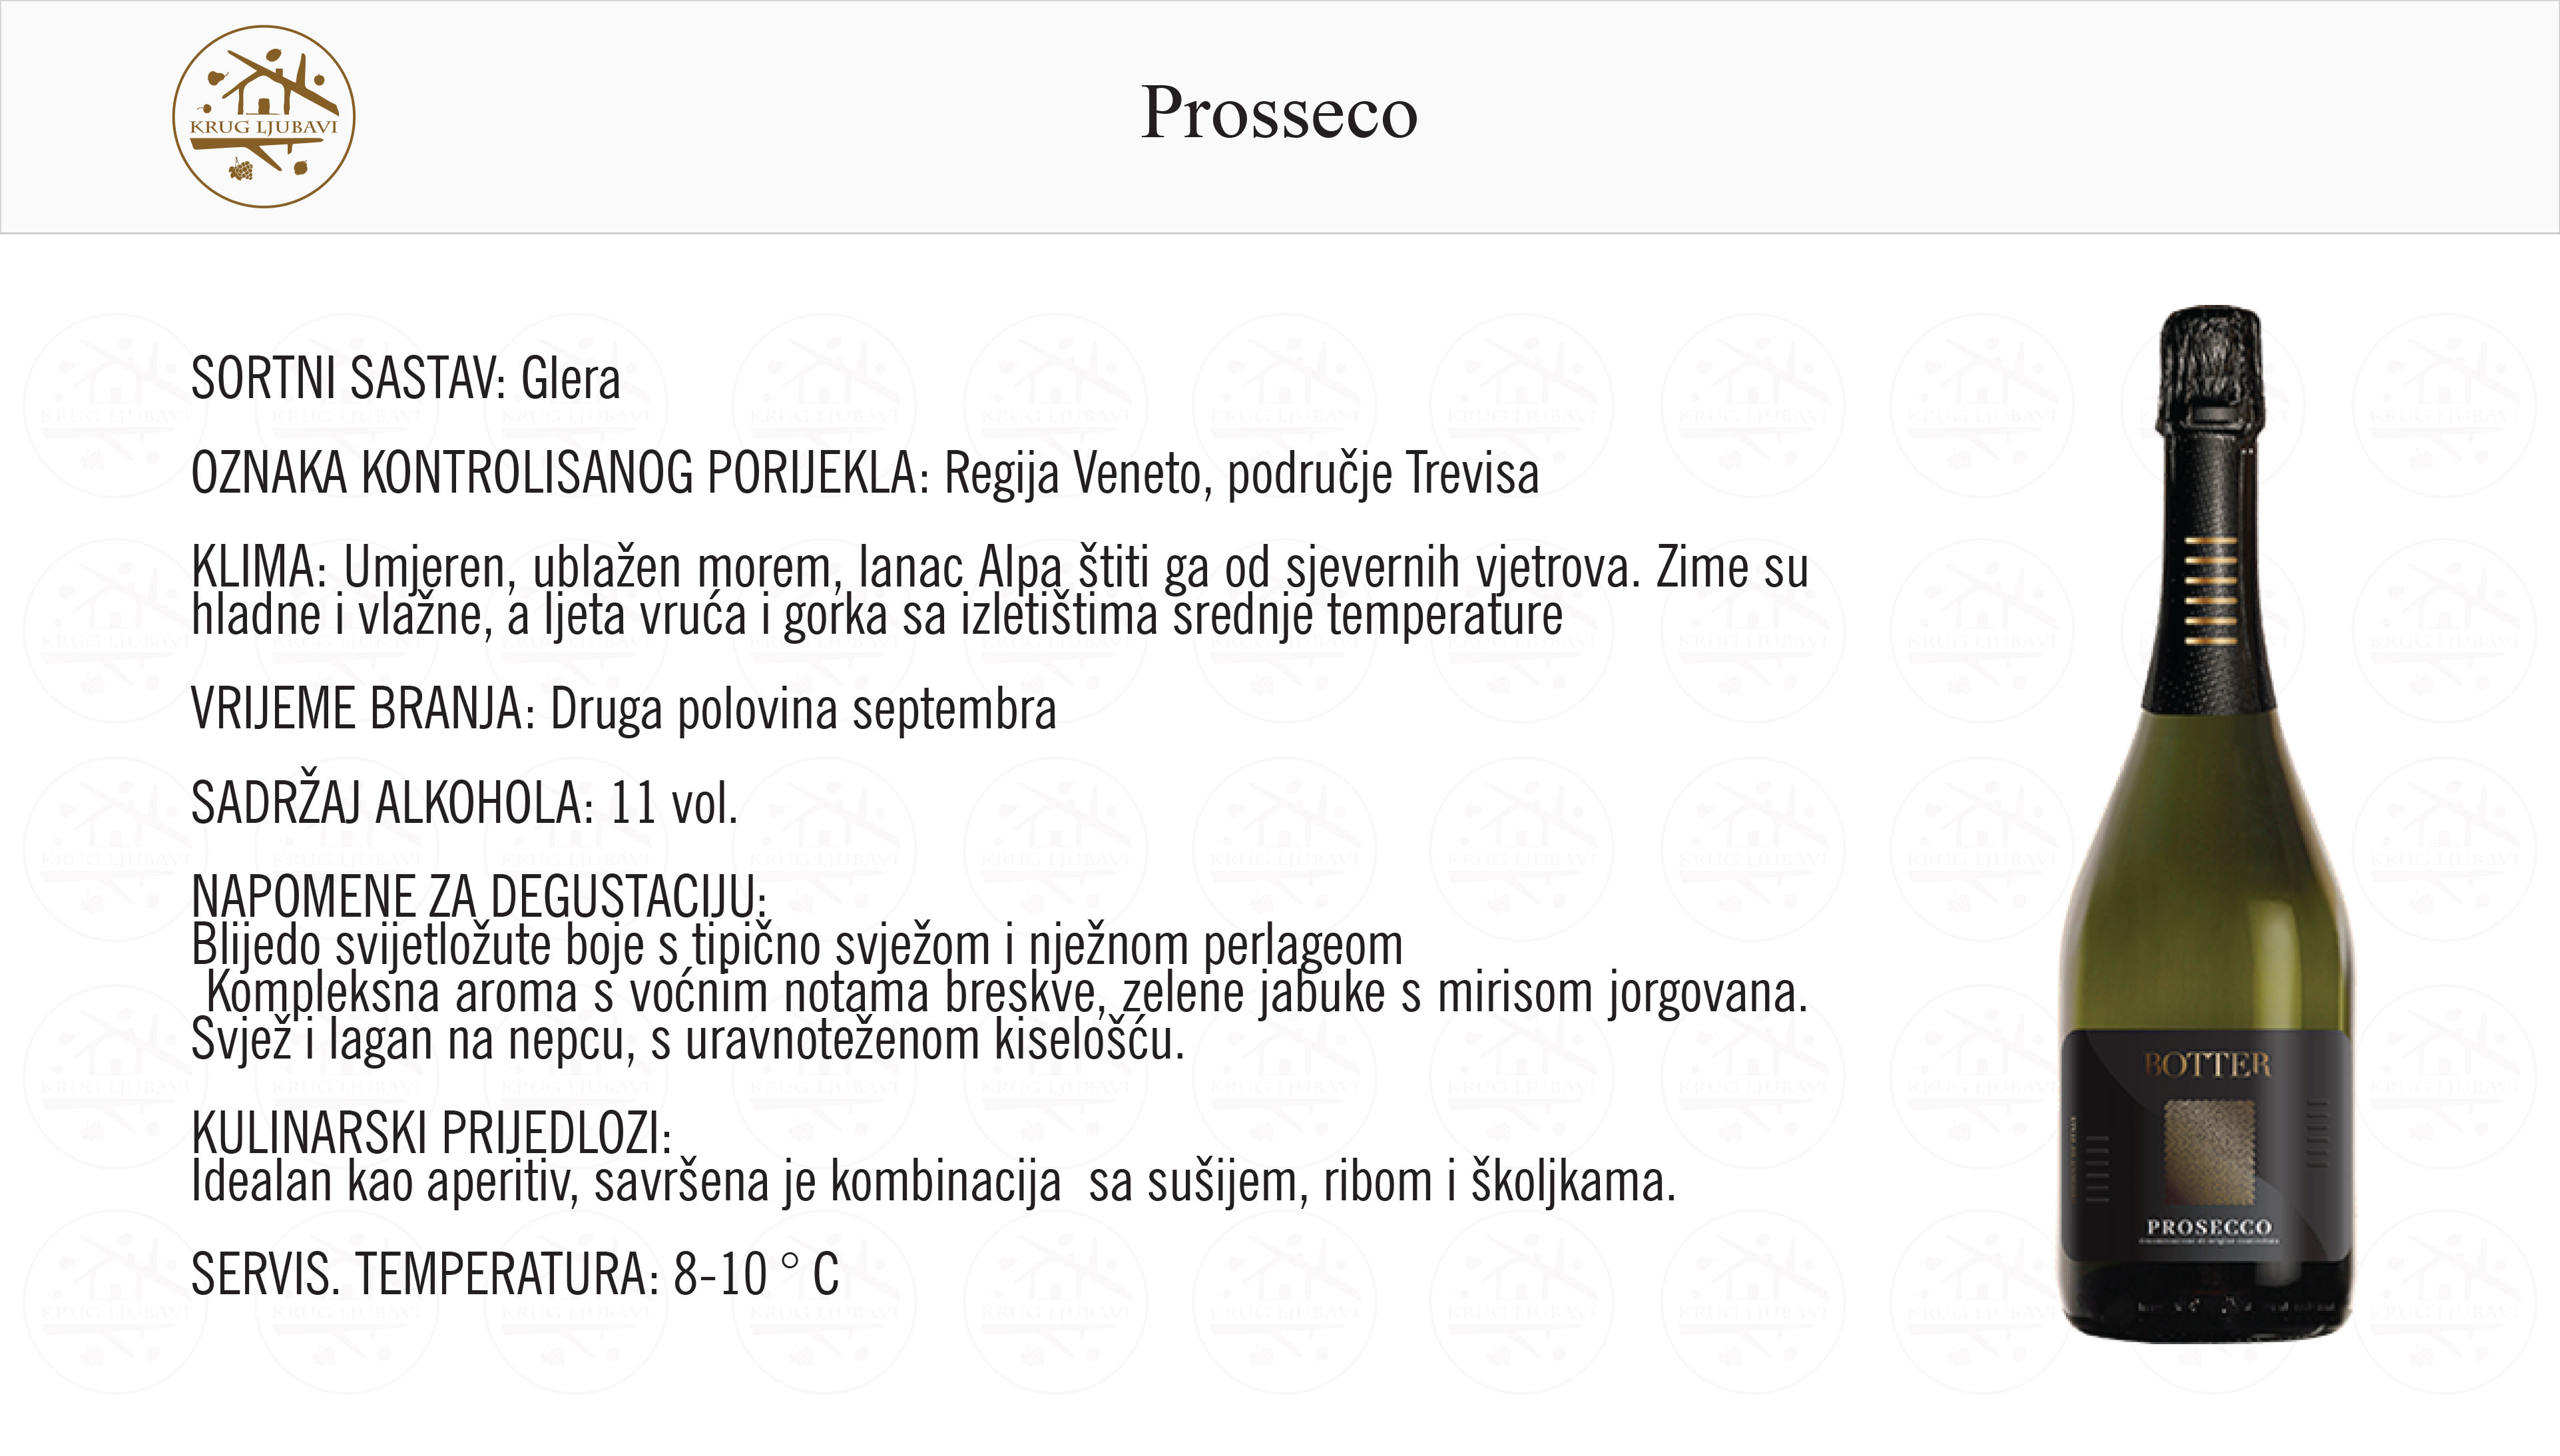 KRUG LJUBAVI
Prosseco
SORTNI SASTAV: Glera
OZNAKA KONTROLISANOG PORIJEKLA: Regija Veneto, područje Trevisa
KLIMA: Umjeren, ublažen morem, lanac Alpa štiti ga od sjevernih vjetrova. Zime su
hladne i vlažne, a ljeta vruća i gorka sa izletištima srednje temperature
VRIJEME BRANJA: Druga polovina septembra
SADRŽAJ ALKOHOLA: 11 vol.
NAPOMENE ZA DEGUSTACIJU:
Blijedo svijetložute boje s tipično svježom i nježnom perlageom
Kompleksna aroma s voćnim notama breskve, zelene jabuke s mirisom jorgovana.
Svjež i lagan na nepcu, s uravnoteženom kiselošću.
KULINARSKI PRIJEDLOZI:
Idealan kao aperitiv, savršena je kombinacija  sa sušijem, ribom i školjkama.
SERVIS. TEMPERATURA: 8-10 ° C
BOTTER
PROSECCO